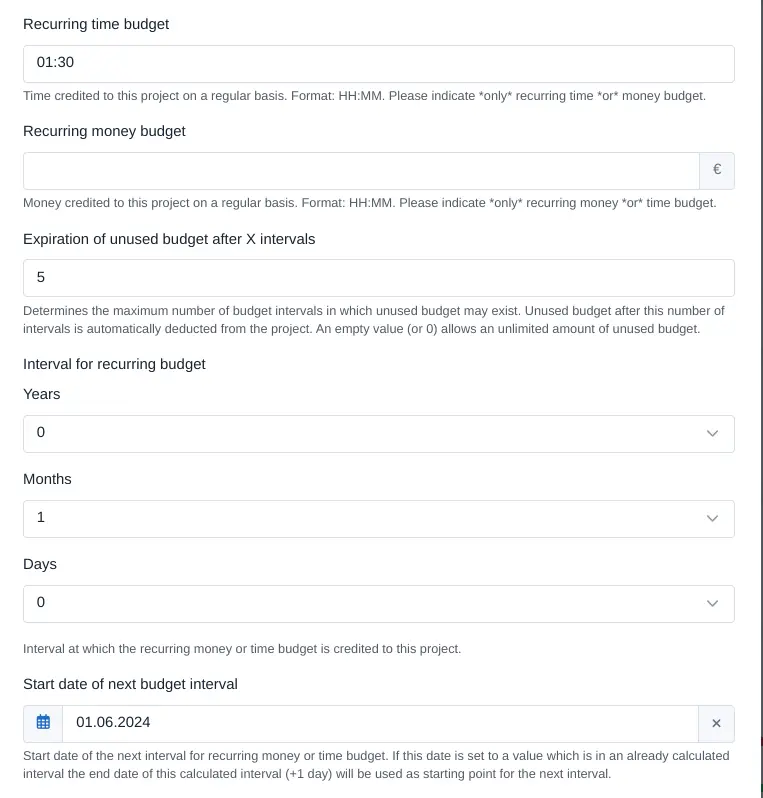 Recurring time budget
01:30
Time credited to this project on a regular basis. Format: HH:MM. Please indicate *only* recurring time *or* money budget.
Recurring money budget
€
Money credited to this project on a regular basis. Format: HH:MM. Please indicate *only* recurring money *or* time budget.
Expiration of unused budget after X intervals
5
Determines the maximum number of budget intervals in which unused budget may exist. Unused budget after this number of
intervals is automatically deducted from the project. An empty value (or 0) allows an unlimited amount of unused budget.
Interval for recurring budget
Years
0
Months
1
Days
0
Interval at which the recurring money or time budget is credited to this project.
Start date of next budget interval
01.06.2024
Start date of the next interval for recurring money or time budget. If this date is set to a value which is in an already calculated
interval the end date of this calculated interval (+1 day) will be used as starting point for the next interval.